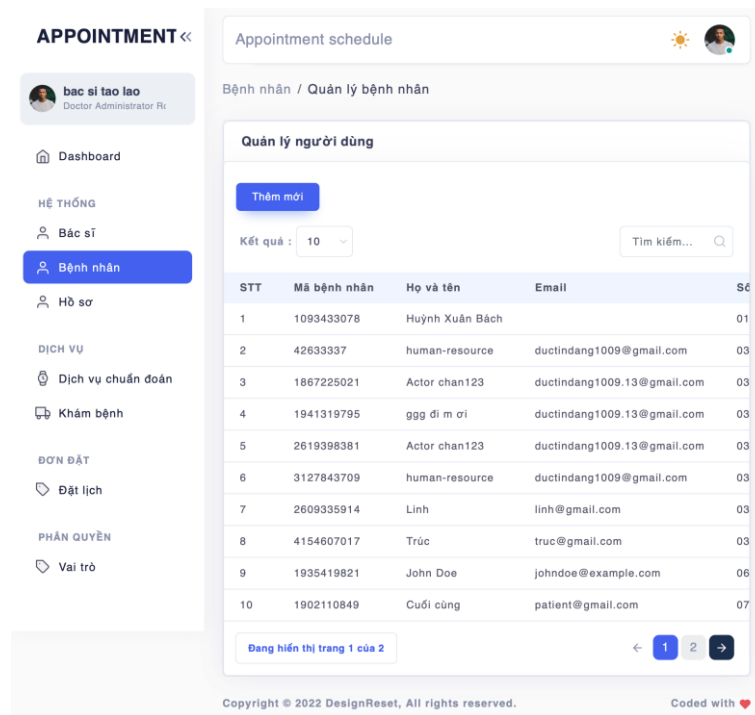 APPOINTMENT
bac si tao lao
Doctor Administrator
Dashboard
HỆ THỐNG
Bác sĩ
Bệnh nhân
Hồ sơ
DỊCH VỤ
Dịch vụ chuẩn đoán
Khám bệnh
ĐƠN ĐẶT
Đặt lịch
PHÂN QUYỀN
Vai trò
Appointment schedule
Bệnh nhân / Quản lý bệnh nhân
Quản lý người dùng
Thêm mới
Kết quả : 10
Tìm kiếm...
STT Mã bệnh nhân Họ và tên Email
1 1093433078 Huỳnh Xuân Bách 01
2 42633337 human-resource ductindang1009@gmail.com 03
3 1867225021 Actor chan123 ductindang1009.13@gmail.com 03
4 1941319795 ggg đi m ơi ductindang1009.13@gmail.com 03
5 2619398381 Actor chan123 ductindang1009.13@gmail.com 03
6 3127843709 human-resource ductindang1009@gmail.com 03
7 2609335914 Linh linh@gmail.com 03
8 4154607017 Trúc truc@gmail.com 03
9 1935419821 John Doe johndoe@example.com 06
10 1902110849 Cuối cùng patient@gmail.com 07
Đang hiển thị trang 1 của 2
1 2
Copyright © 2022 DesignReset, All rights reserved.
Coded with